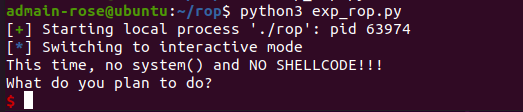 admain-rose@ubuntu:~/rop$ python3 exp_rop.py
[+] Starting local process './rop': pid 63974
[*] Switching to interactive mode
This time, no system() and NO SHELLCODE!!!
What do you plan to do?
$